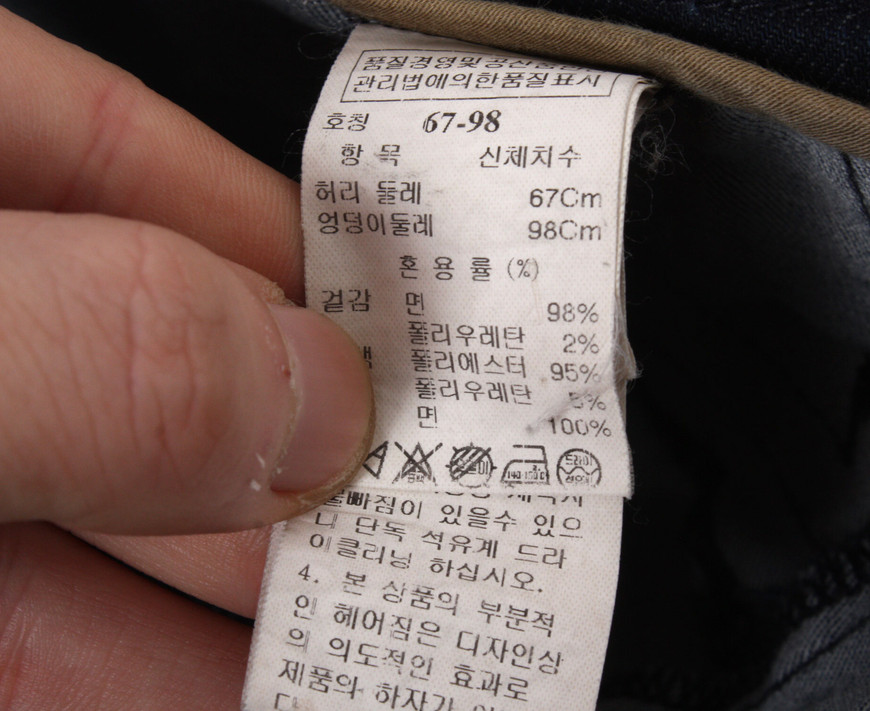 품질경영및공산품
관리법에의한품질표시
호칭 67-98
항 목 신체치수
허리 둘레 67Cm
엉덩이둘레 98Cm
혼 용 률 (%)
겉감 면 98%
폴리우레탄 2%
폴리에스터 95%
폴리우레탄 5%
면 100%
드라이
물빠짐이 있을수 있으
니 단독 석유계 드라
이클리닝 하십시오.
4. 본 상품의 부분적
인 헤어짐은 디자인상
의 의도적인 효과로
제품의 하자가